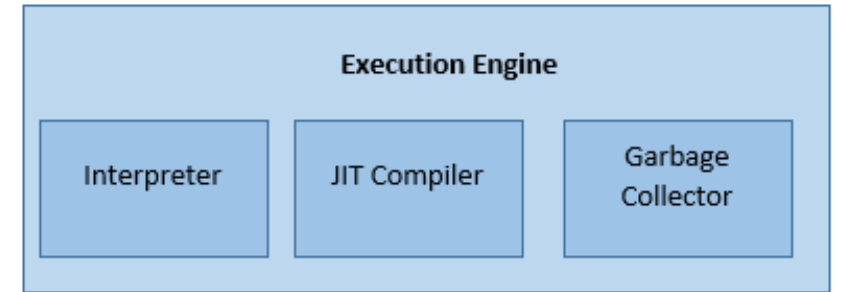 Execution Engine
Interpreter
JIT Compiler
Garbage
Collector